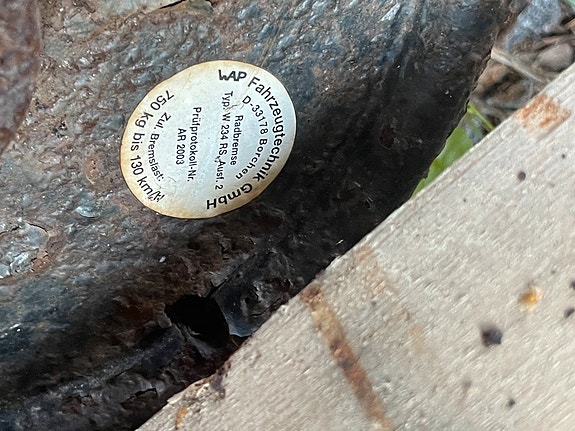 WAP Fahrzeugtechnik GmbH
D-33178 Borchen
Radbremse
Typ. W 234 RS, Ausf. 2
Prüfprotokoll-Nr.
AR 2003
Zul. Bremslast:
750 kg bis 130 km/h